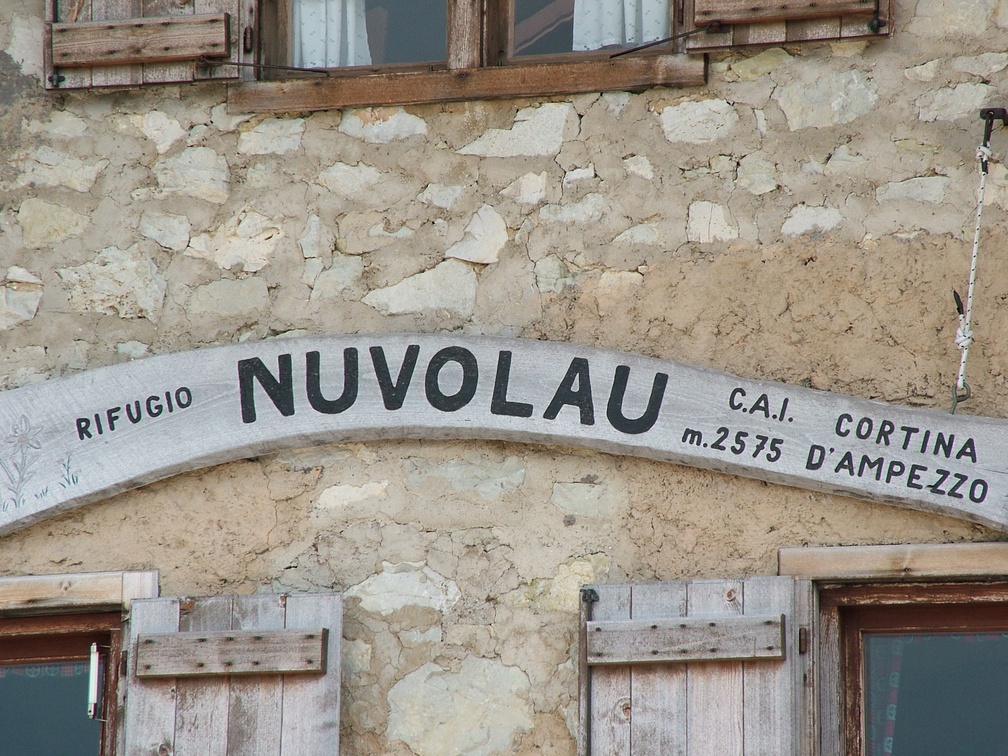 RIFUGIO NUVOLAU
C.A.I. CORTINA
m.2575 D'AMPEZZO